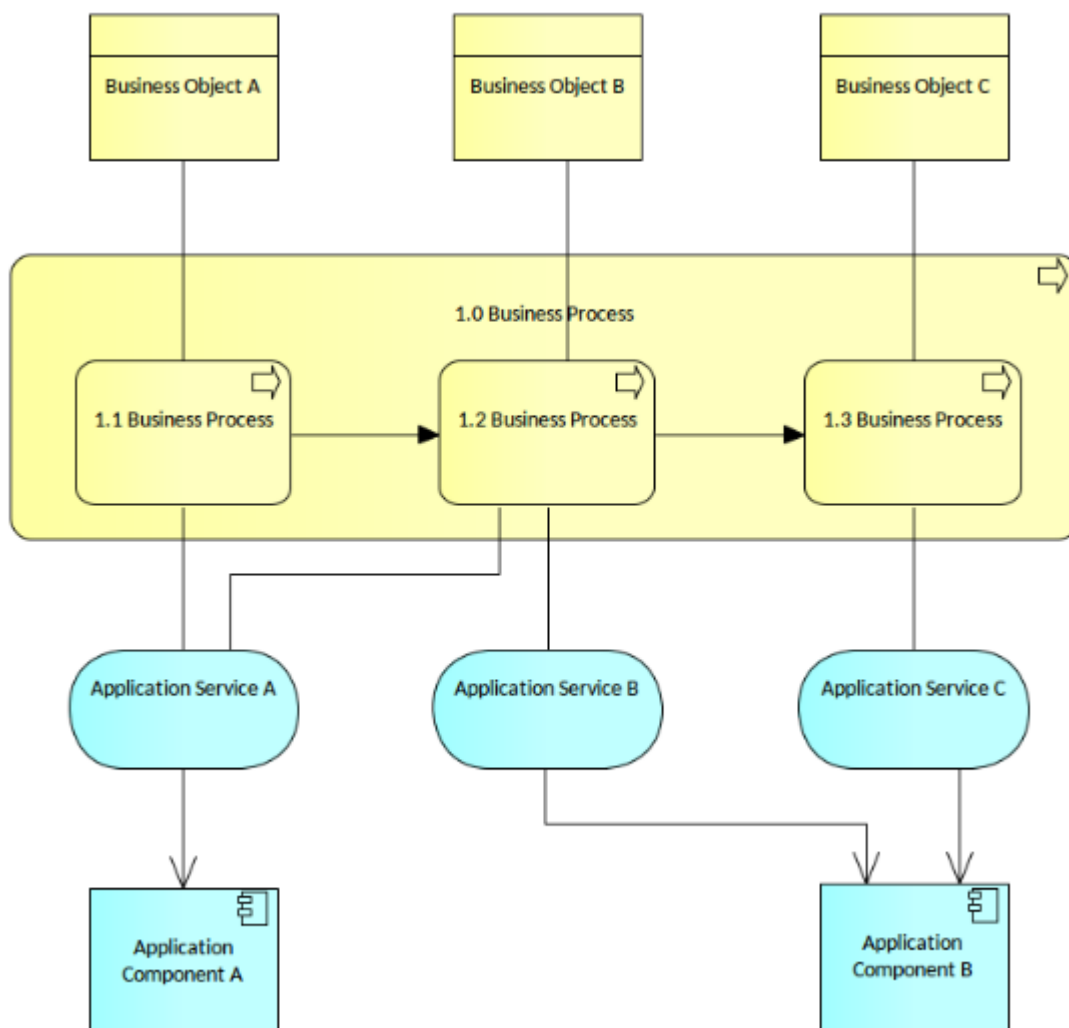 Business Object A
Business Object B
Business Object C
1.0 Business Process
1.1 Business Process
1.2 Business Process
1.3 Business Process
Application Service A
Application Service B
Application Service C
Application
Component A
Application
Component B